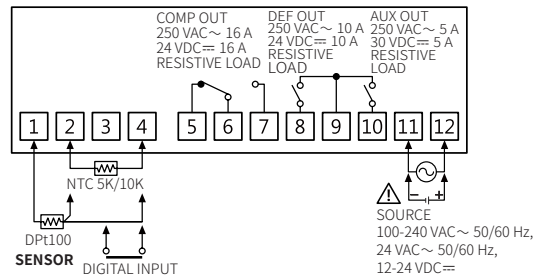 COMP OUT
250 VAC～ 16 A
24 VDC⎓ 16 A
RESISTIVE LOAD
DEF OUT
250 VAC～ 10 A
24 VDC⎓ 10 A
RESISTIVE
LOAD
AUX OUT
250 VAC～ 5 A
30 VDC⎓ 5 A
RESISTIVE
LOAD
1 2 3 4 5 6 7 8 9 10 11 12
NTC 5K/10K
DPt100
SENSOR
DIGITAL INPUT
− +
SOURCE
100-240 VAC～ 50/60 Hz,
24 VAC～ 50/60 Hz,
12-24 VDC⎓